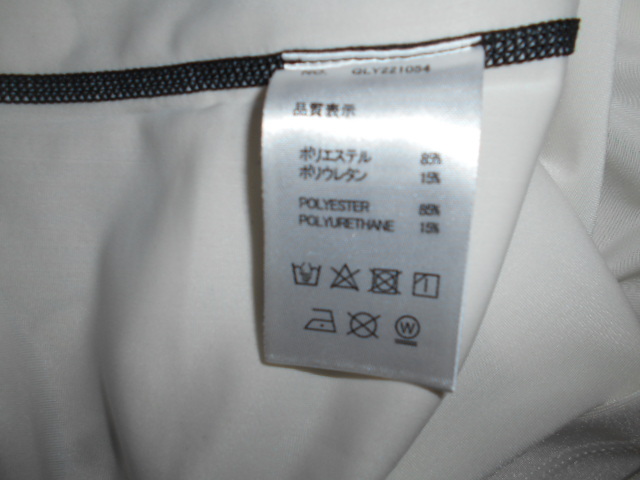 GLY221084
品質表示
ポリエステル 85%
ポリウレタン 15%
POLYESTER 85%
POLYURETHANE 15%
W